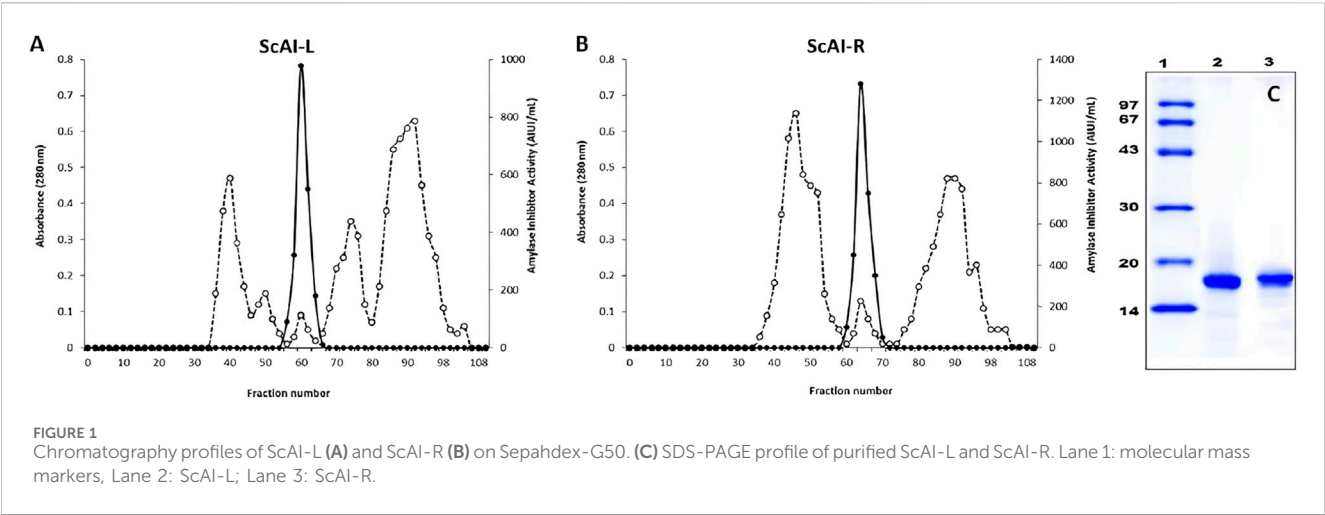 A
ScAI-L
0.8
0.7
0.6
0.5
0.4
0.3
0.2
0.1
0
Absorbance (280nm)
1000
800
600
400
200
0
Amylase Inhibitor Activity (AIUI/mL)
0 10 20 30 40 50 60 70 80 90 98 108
Fraction number
B
ScAI-R
0.8
0.7
0.6
0.5
0.4
0.3
0.2
0.1
0
Absorbance (280nm)
1400
1200
1000
800
600
400
200
0
Amylase Inhibitor Activity (AIUI/mL)
0 10 20 30 40 50 60 70 80 90 98 108
Fraction number
1 2 3
C
97
67
43
30
20
14
FIGURE 1
Chromatography profiles of ScAI-L (A) and ScAI-R (B) on Sepahdex-G50. (C) SDS-PAGE profile of purified ScAI-L and ScAI-R. Lane 1: molecular mass
markers, Lane 2: ScAI-L; Lane 3: ScAI-R.